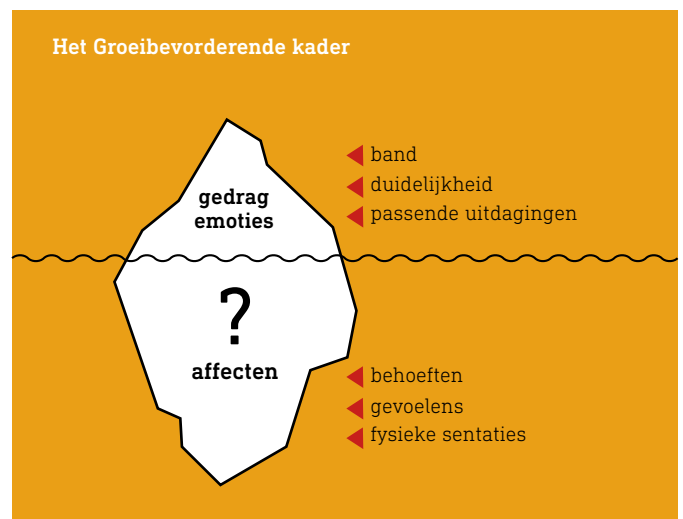 Het Groeibevorderende kader
band
duidelijkheid
passende uitdagingen
gedrag
emoties
?
affecten
behoeften
gevoelens
fysieke sentaties